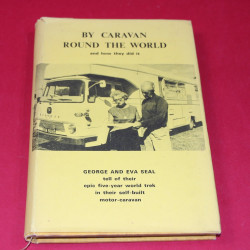 BY CARAVAN
ROUND THE WORLD
and how they did it
GEORGE AND EVA SEAL
tell of their
epic five-year world trek
in their self-built
motor-caravan